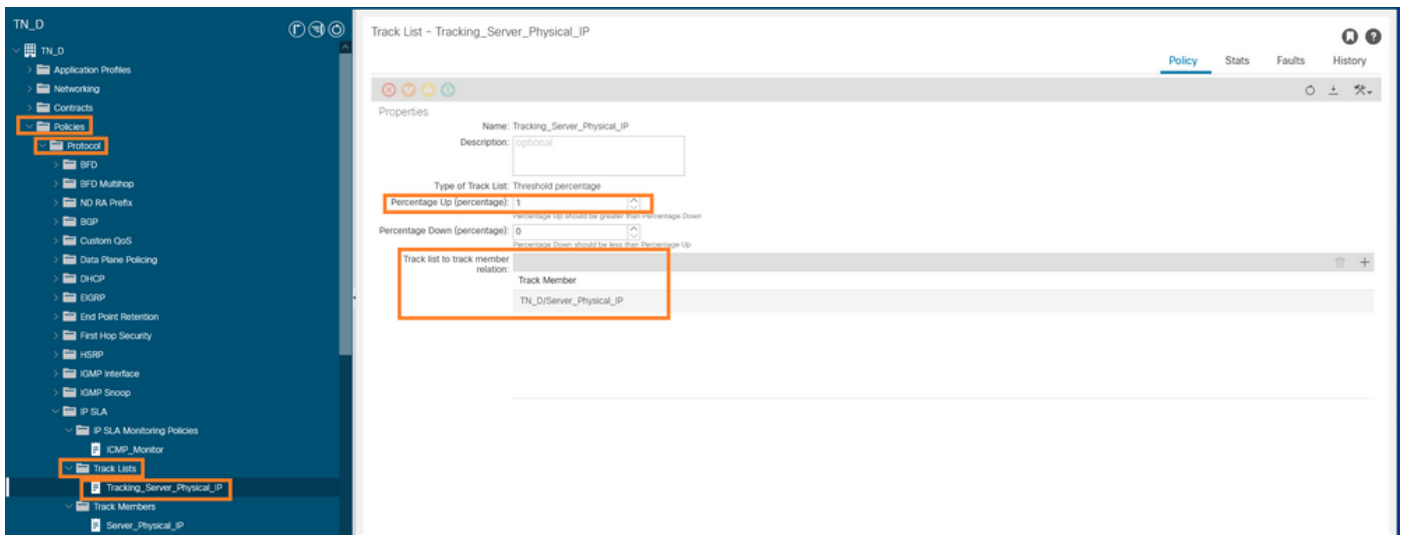 TN_D
TN_D
Application Profiles
Networking
Contracts
Policies
Protocol
BFD
BFD Multihop
ND RA Prefix
BGP
Custom QoS
Data Plane Policing
DHCP
EIGRP
End Point Retention
First Hop Security
HSRP
IGMP Interface
IGMP Snoop
IP SLA
IP SLA Monitoring Policies
ICMP_Monitor
Track Lists
Tracking_Server_Physical_IP
Track Members
Server_Physical_IP
Track List - Tracking_Server_Physical_IP
Policy Stats Faults History
Properties
Name: Tracking_Server_Physical_IP
Description: optional
Type of Track List: Threshold percentage
Percentage Up (percentage): 1
Percentage Up should be greater than Percentage Down
Percentage Down (percentage): 0
Percentage Down should be less than Percentage Up
Track list to track member
relation:
Track Member
TN_D/Server_Physical_IP